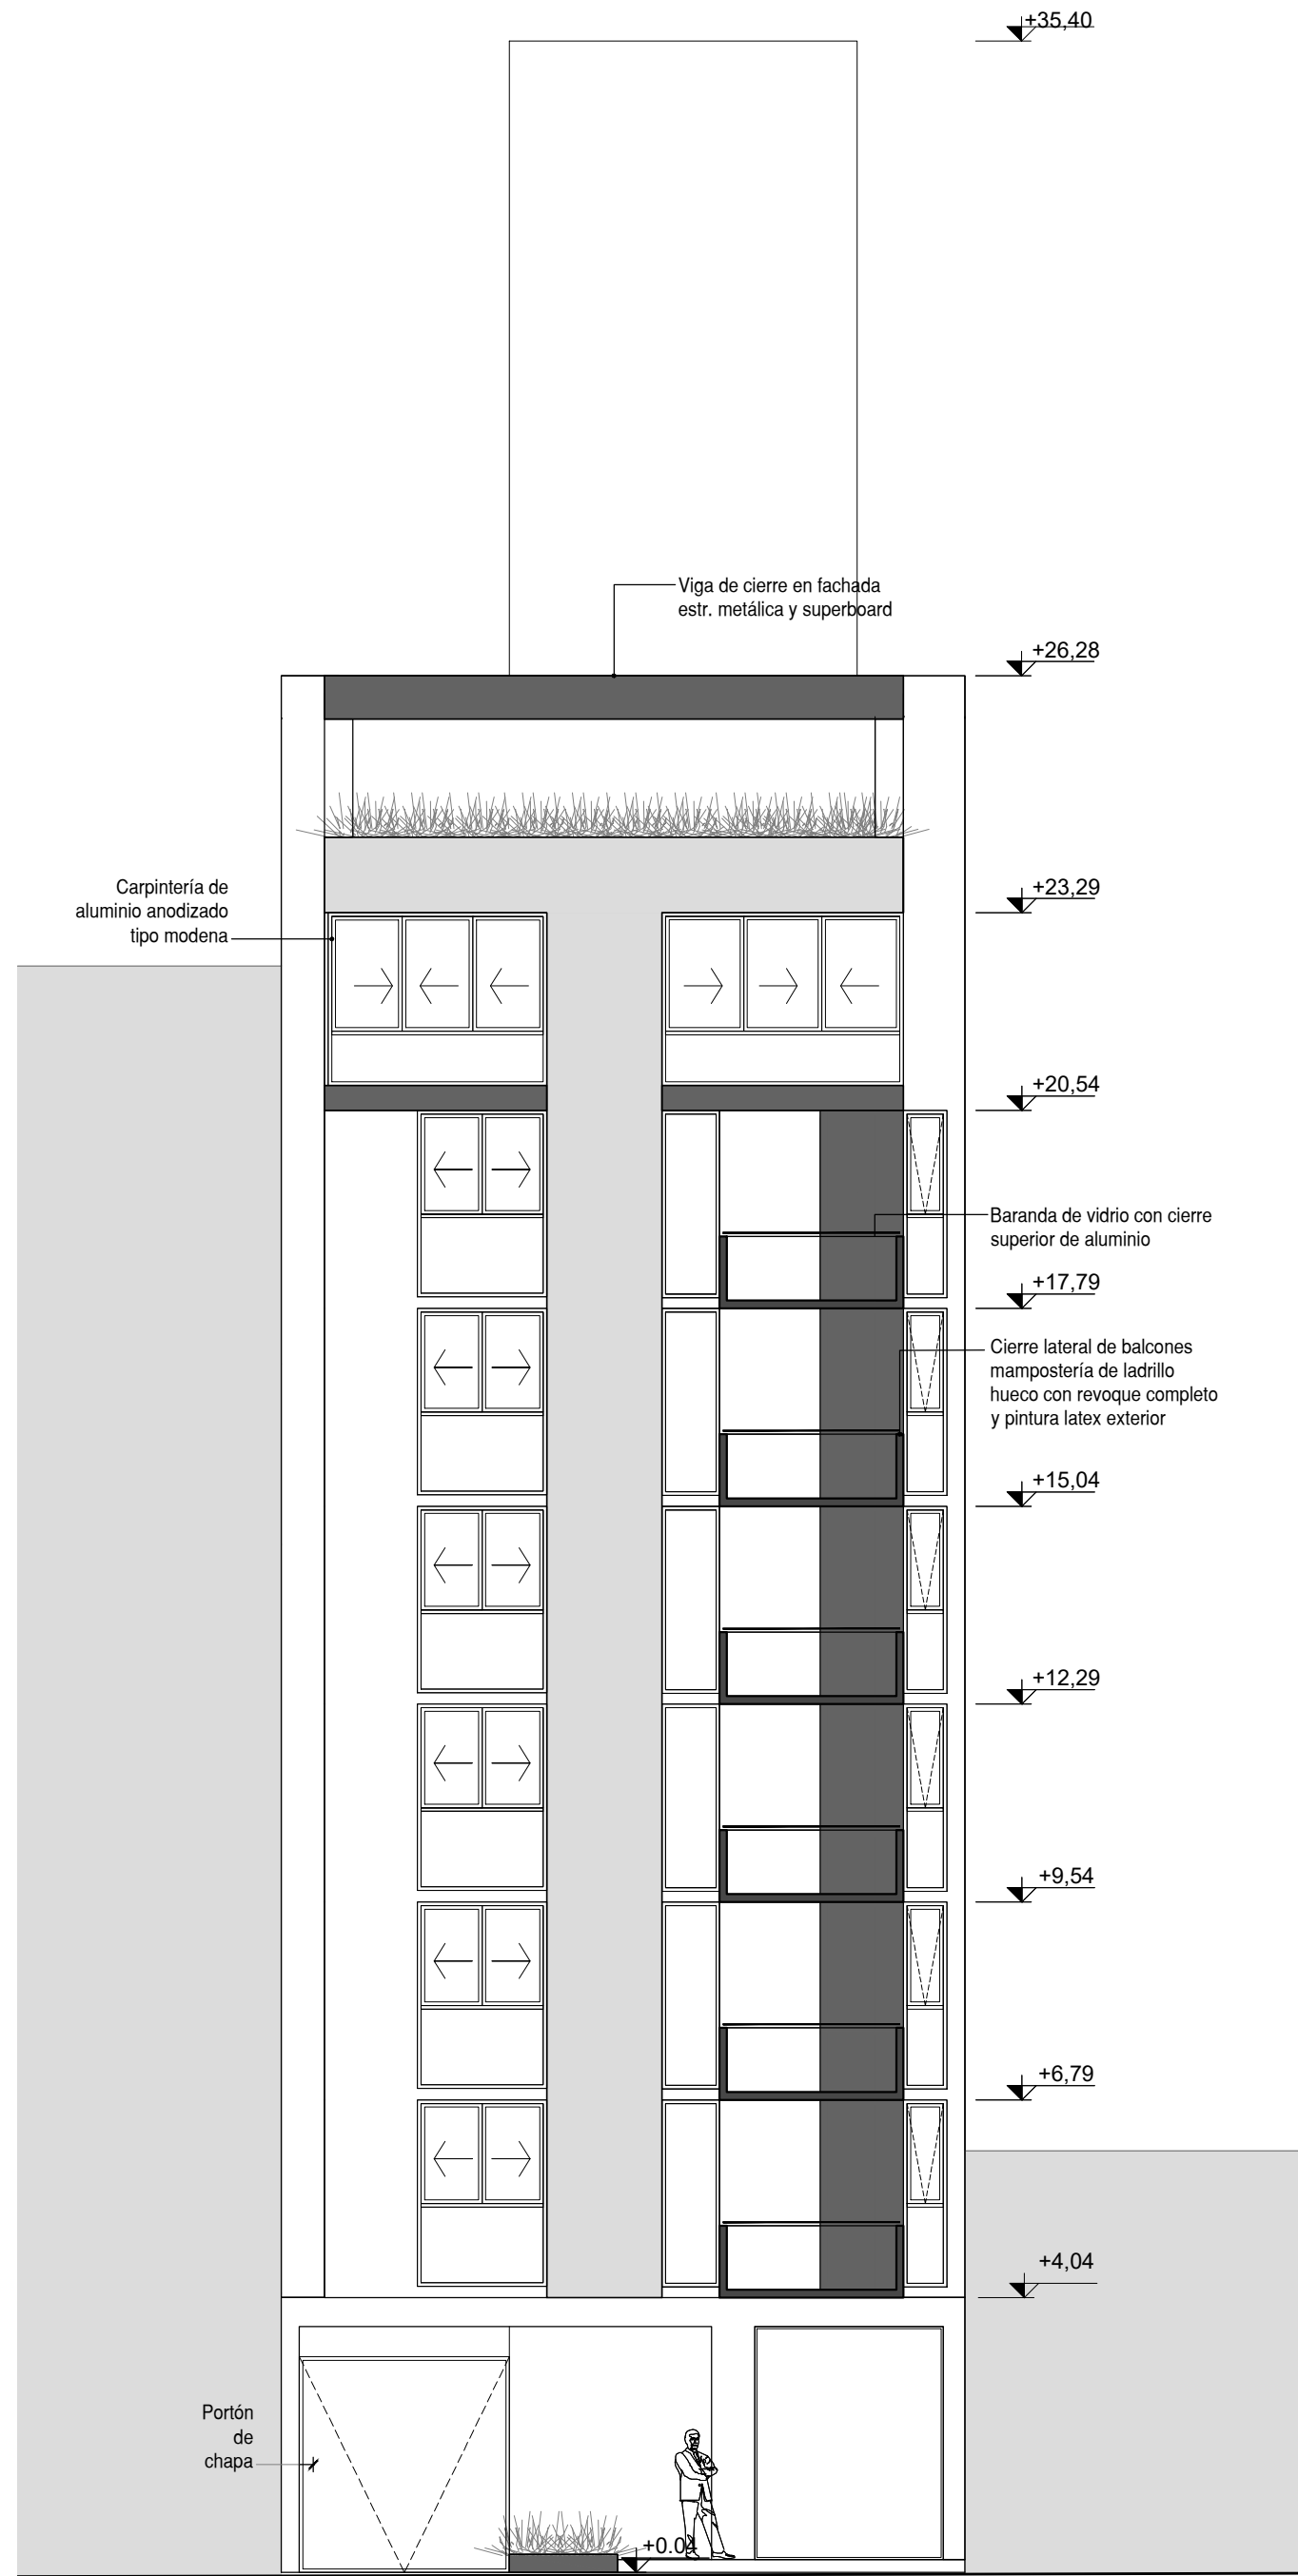 +35,40
Viga de cierre en fachada
estr. metálica y superboard
+26,28
Carpintería de
aluminio anodizado
tipo modena
+23,29
+20,54
Baranda de vidrio con cierre
superior de aluminio
+17,79
Cierre lateral de balcones
mampostería de ladrillo
hueco con revoque completo
y pintura latex exterior
+15,04
+12,29
+9,54
+6,79
+4,04
Portón
de
chapa
+0.04